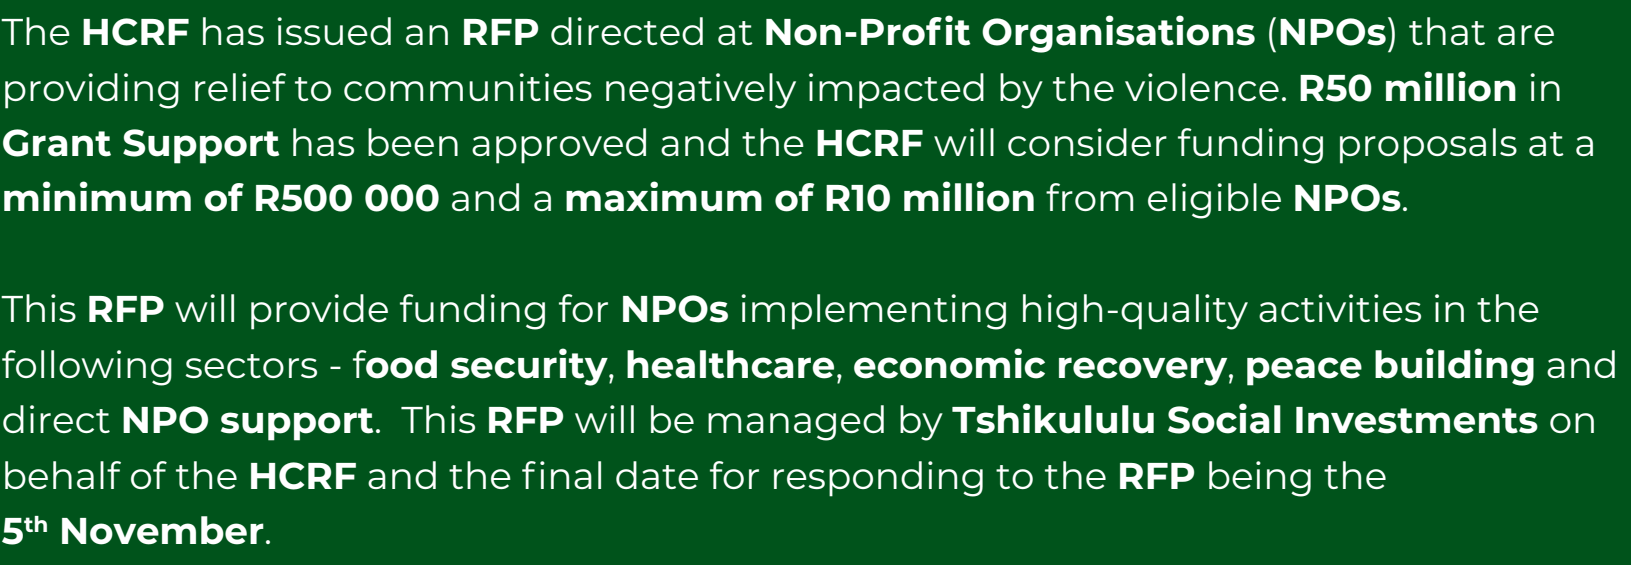 The HCRF has issued an RFP directed at Non-Profit Organisations (NPOs) that are
providing relief to communities negatively impacted by the violence. R50 million in
Grant Support has been approved and the HCRF will consider funding proposals at a
minimum of R500 000 and a maximum of R10 million from eligible NPOs.
This RFP will provide funding for NPOs implementing high-quality activities in the
following sectors - food security, healthcare, economic recovery, peace building and
direct NPO support.  This RFP will be managed by Tshikululu Social Investments on
behalf of the HCRF and the final date for responding to the RFP being the
5th November.